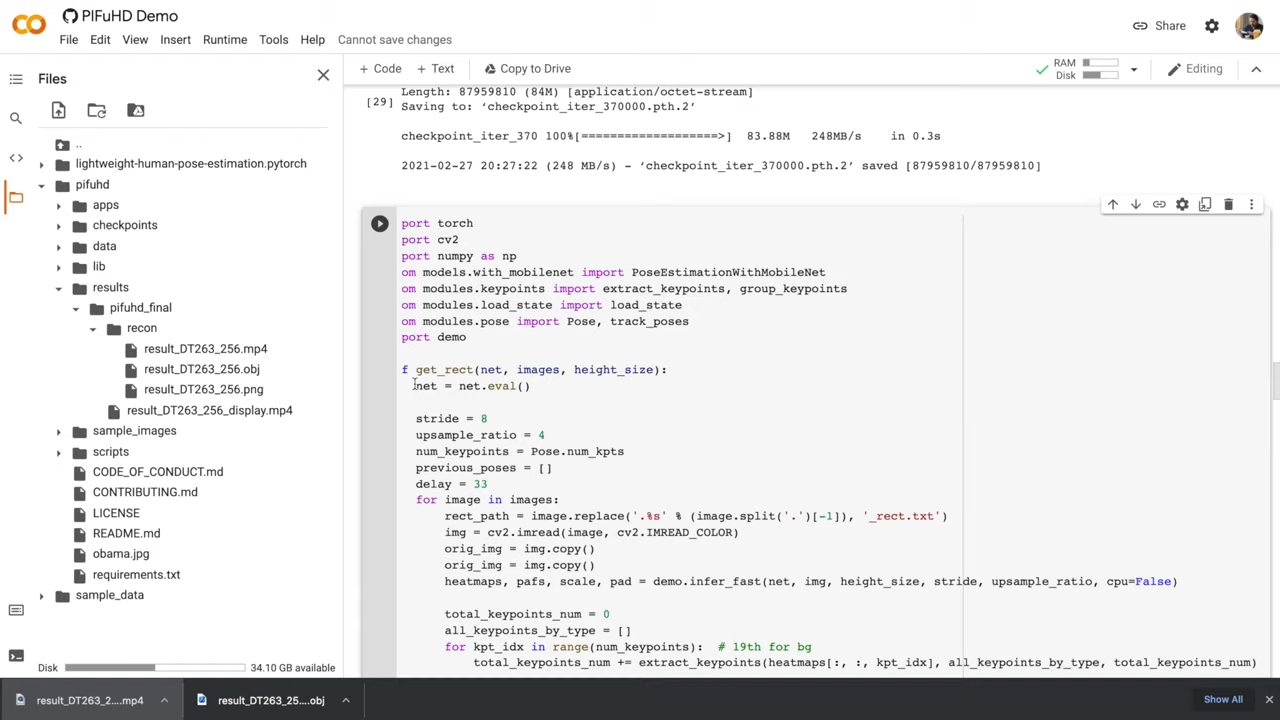 PIFuHD Demo
File Edit View Insert Runtime Tools Help Cannot save changes
Share
Files
+ Code + Text Copy to Drive
RAM
Disk
Editing
..
lightweight-human-pose-estimation.pytorch
pifuhd
apps
checkpoints
data
lib
results
pifuhd_final
recon
result_DT263_256.mp4
result_DT263_256.obj
result_DT263_256.png
result_DT263_256_display.mp4
sample_images
scripts
CODE_OF_CONDUCT.md
CONTRIBUTING.md
LICENSE
README.md
obama.jpg
requirements.txt
sample_data
Disk 34.10 GB available
Length: 87959810 (84M) [application/octet-stream]
[29] Saving to: ‘checkpoint_iter_370000.pth.2’
checkpoint_iter_370 100%[===================>] 83.88M 248MB/s in 0.3s
2021-02-27 20:27:22 (248 MB/s) - ‘checkpoint_iter_370000.pth.2’ saved [87959810/87959810]
port torch
port cv2
port numpy as np
om models.with_mobilenet import PoseEstimationWithMobileNet
om modules.keypoints import extract_keypoints, group_keypoints
om modules.load_state import load_state
om modules.pose import Pose, track_poses
port demo
f get_rect(net, images, height_size):
net = net.eval()
stride = 8
upsample_ratio = 4
num_keypoints = Pose.num_kpts
previous_poses = []
delay = 33
for image in images:
rect_path = image.replace('.%s' % (image.split('.')[-1]), '_rect.txt')
img = cv2.imread(image, cv2.IMREAD_COLOR)
orig_img = img.copy()
orig_img = img.copy()
heatmaps, pafs, scale, pad = demo.infer_fast(net, img, height_size, stride, upsample_ratio, cpu=False)
total_keypoints_num = 0
all_keypoints_by_type = []
for kpt_idx in range(num_keypoints): # 19th for bg
total_keypoints_num += extract_keypoints(heatmaps[:, :, kpt_idx], all_keypoints_by_type, total_keypoints_num)
result_DT263_2....mp4
result_DT263_25....obj
Show All